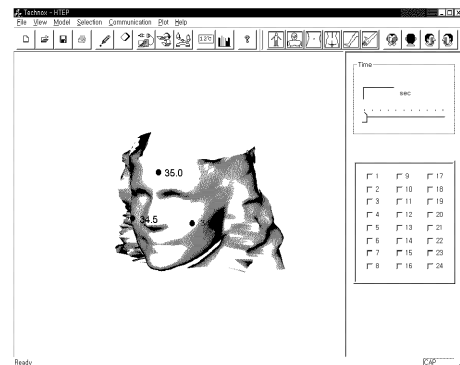 Technox - HTEP
File View Model Selection Communication Plot Help
12℃
?
Time
sec
35.0
34.5
1 9 17
2 10 18
3 11 19
4 12 20
5 13 21
6 14 22
7 15 23
8 16 24
Ready
CAP